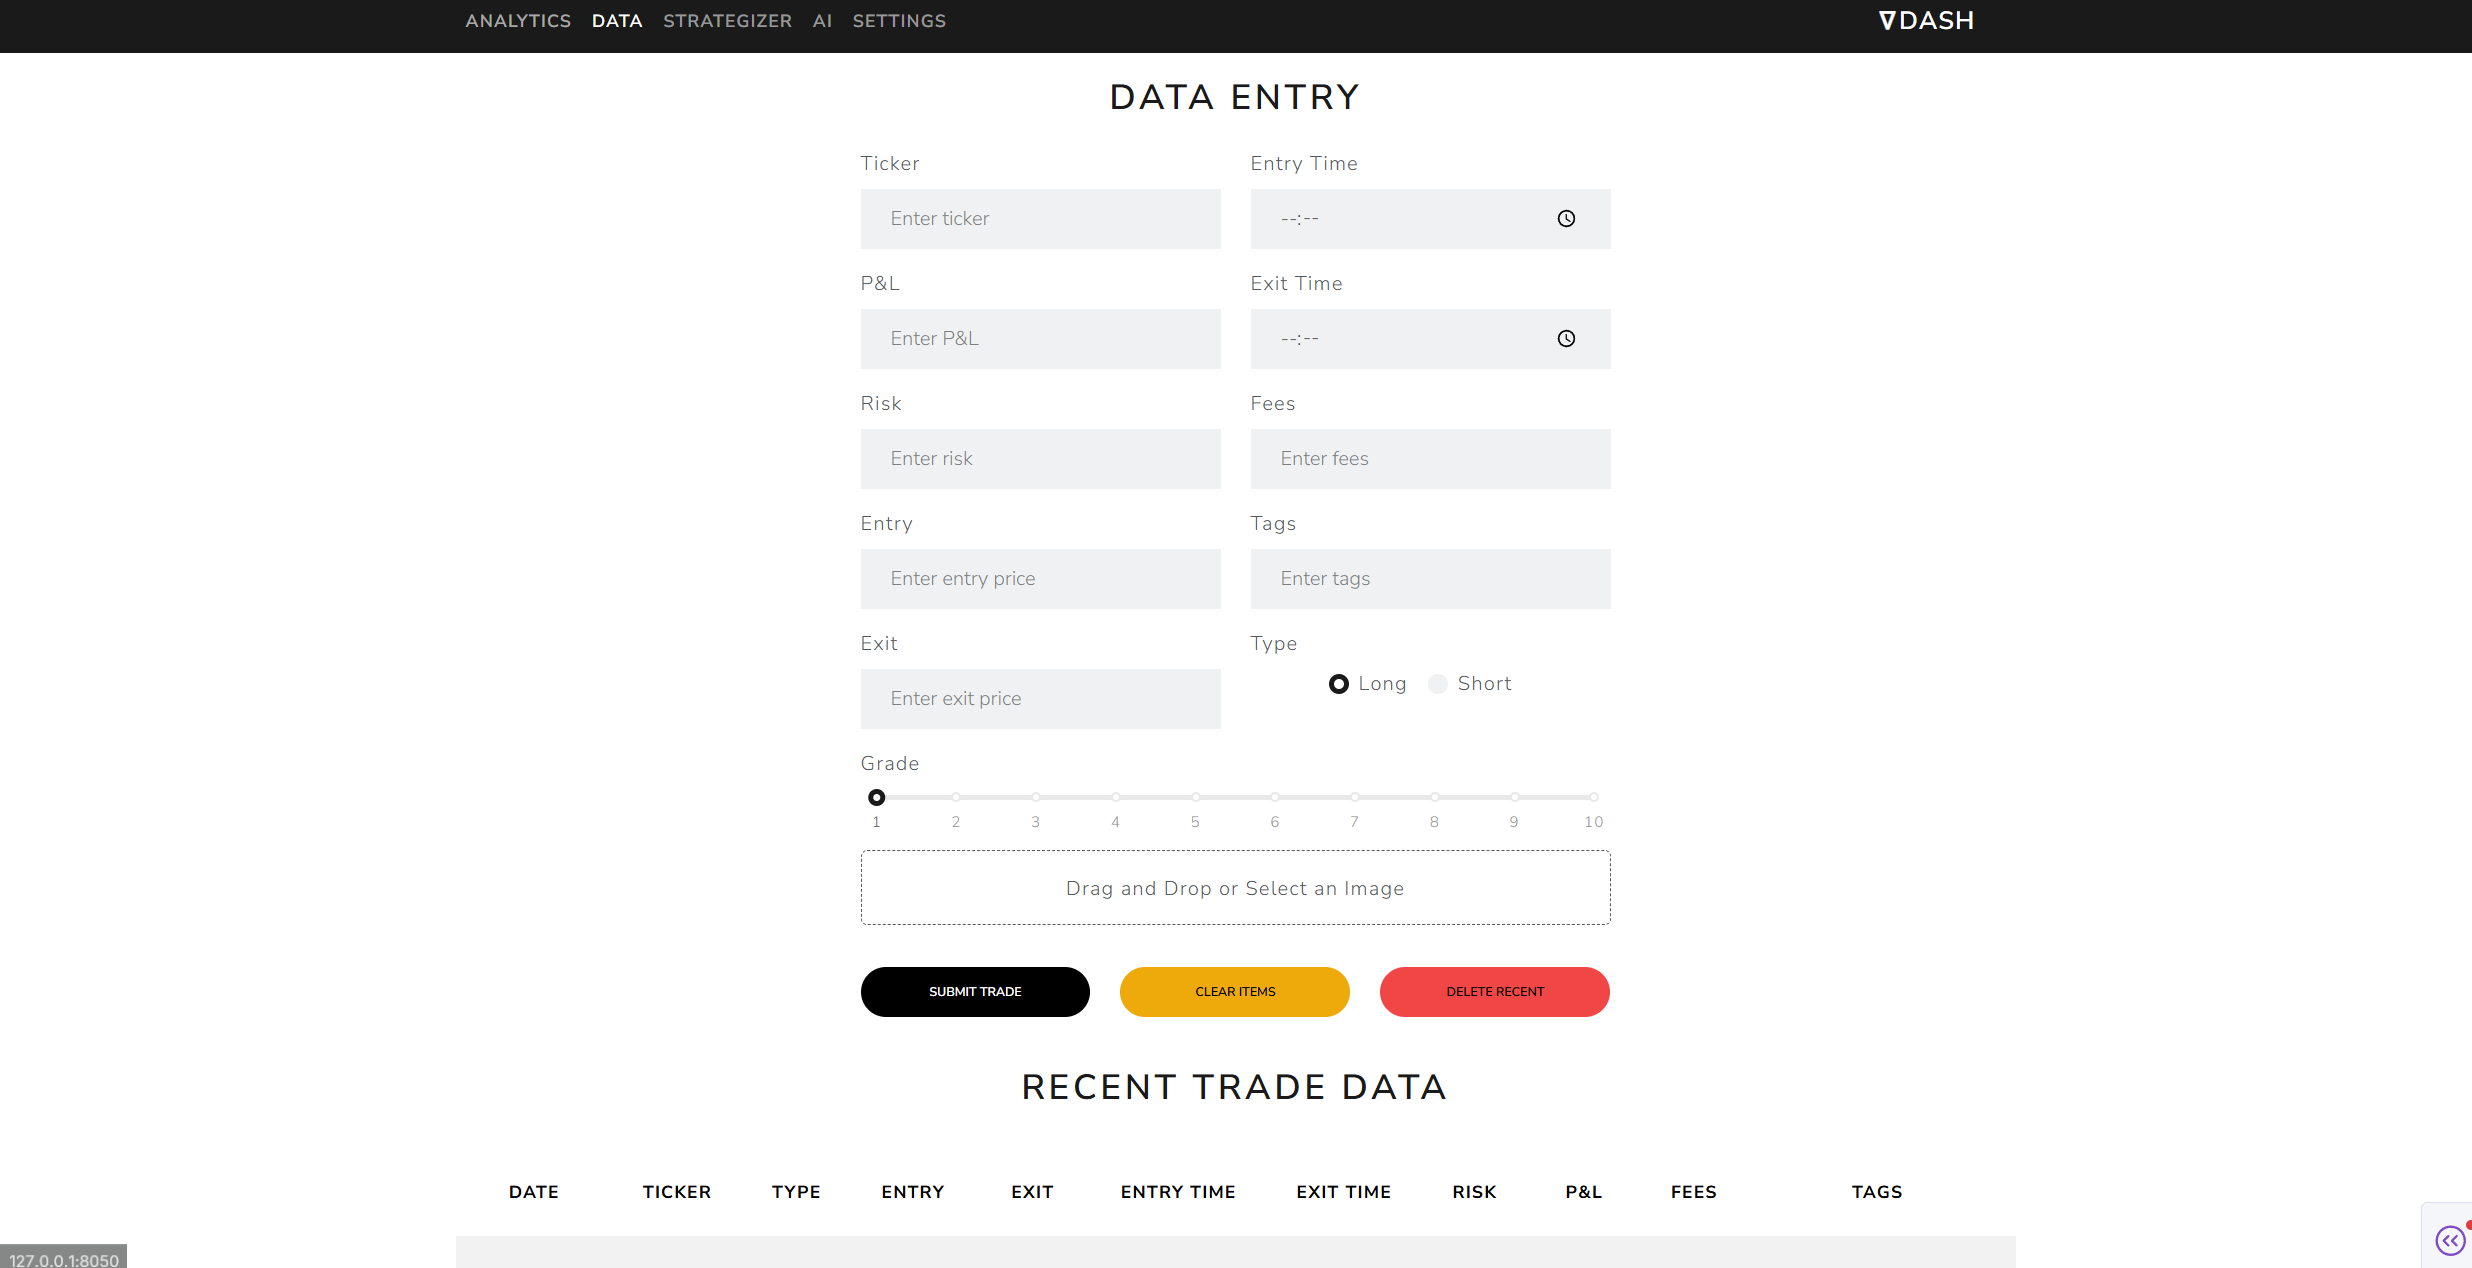 ANALYTICS DATA STRATEGIZER AI SETTINGS ∇DASH
DATA ENTRY
Ticker Entry Time
Enter ticker --:--
P&L Exit Time
Enter P&L --:--
Risk Fees
Enter risk Enter fees
Entry Tags
Enter entry price Enter tags
Exit Type
Long Short
Enter exit price
Grade
1 2 3 4 5 6 7 8 9 10
Drag and Drop or Select an Image
SUBMIT TRADE CLEAR ITEMS DELETE RECENT
RECENT TRADE DATA
DATE TICKER TYPE ENTRY EXIT ENTRY TIME EXIT TIME RISK P&L FEES TAGS
127.0.0.1:8050